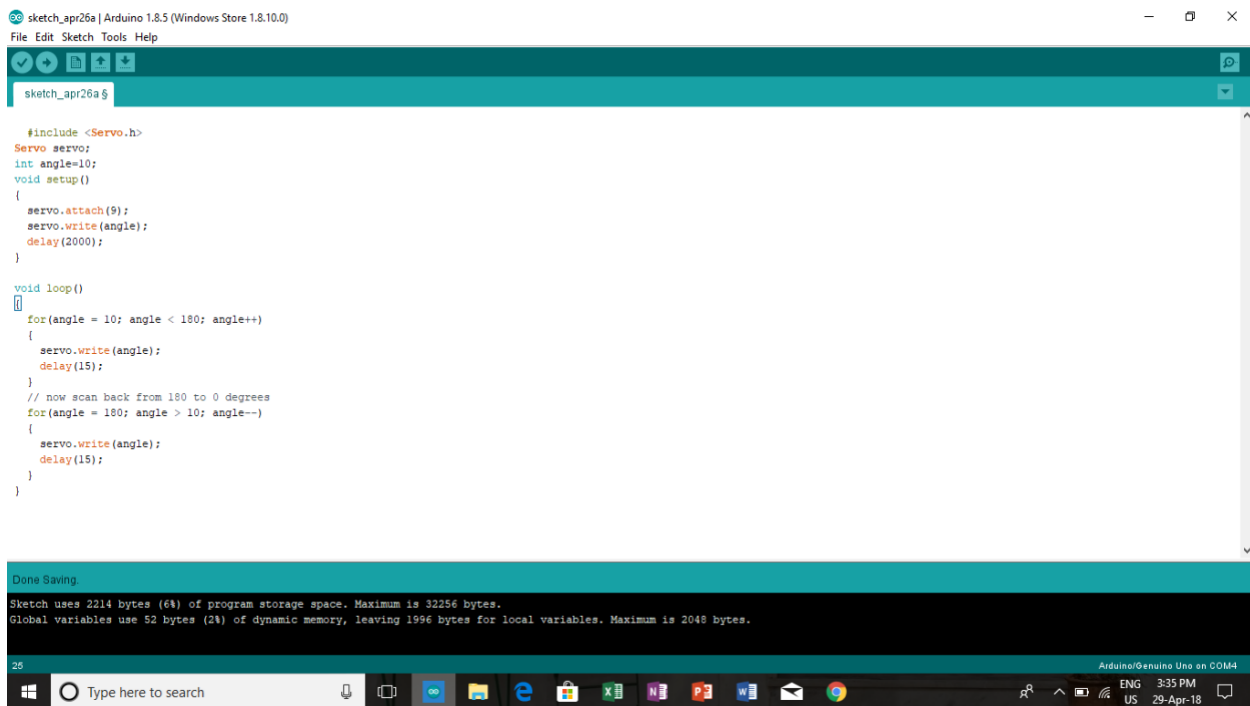 sketch_apr26a | Arduino 1.8.5 (Windows Store 1.8.10.0)
File Edit Sketch Tools Help
sketch_apr26a §
#include <Servo.h>
Servo servo;
int angle=10;
void setup()
{
  servo.attach(9);
  servo.write(angle);
  delay(2000);
}

void loop()
{
  for(angle = 10; angle < 180; angle++)
  {
    servo.write(angle);
    delay(15);
  }
  // now scan back from 180 to 0 degrees
  for(angle = 180; angle > 10; angle--)
  {
    servo.write(angle);
    delay(15);
  }
}
Done Saving.
Sketch uses 2214 bytes (6%) of program storage space. Maximum is 32256 bytes.
Global variables use 52 bytes (2%) of dynamic memory, leaving 1996 bytes for local variables. Maximum is 2048 bytes.
25 Arduino/Genuino Uno on COM4
Type here to search
ENG 3:35 PM
US 29-Apr-18